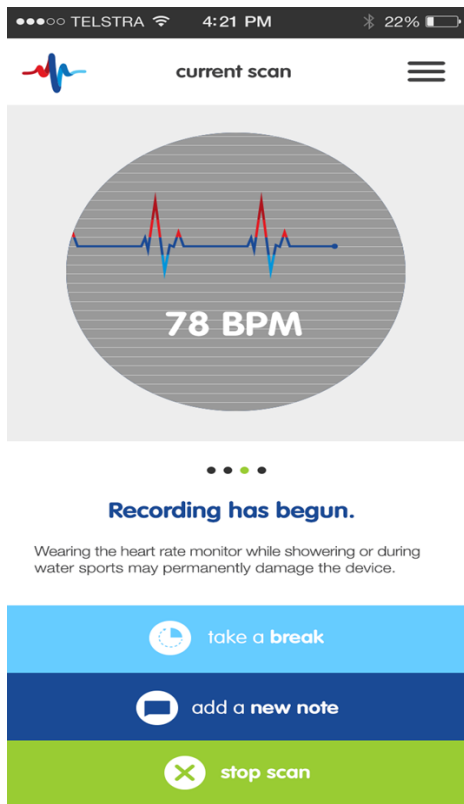 TELSTRA 4:21 PM 22%
current scan
78 BPM
Recording has begun.
Wearing the heart rate monitor while showering or during
water sports may permanently damage the device.
take a break
add a new note
stop scan